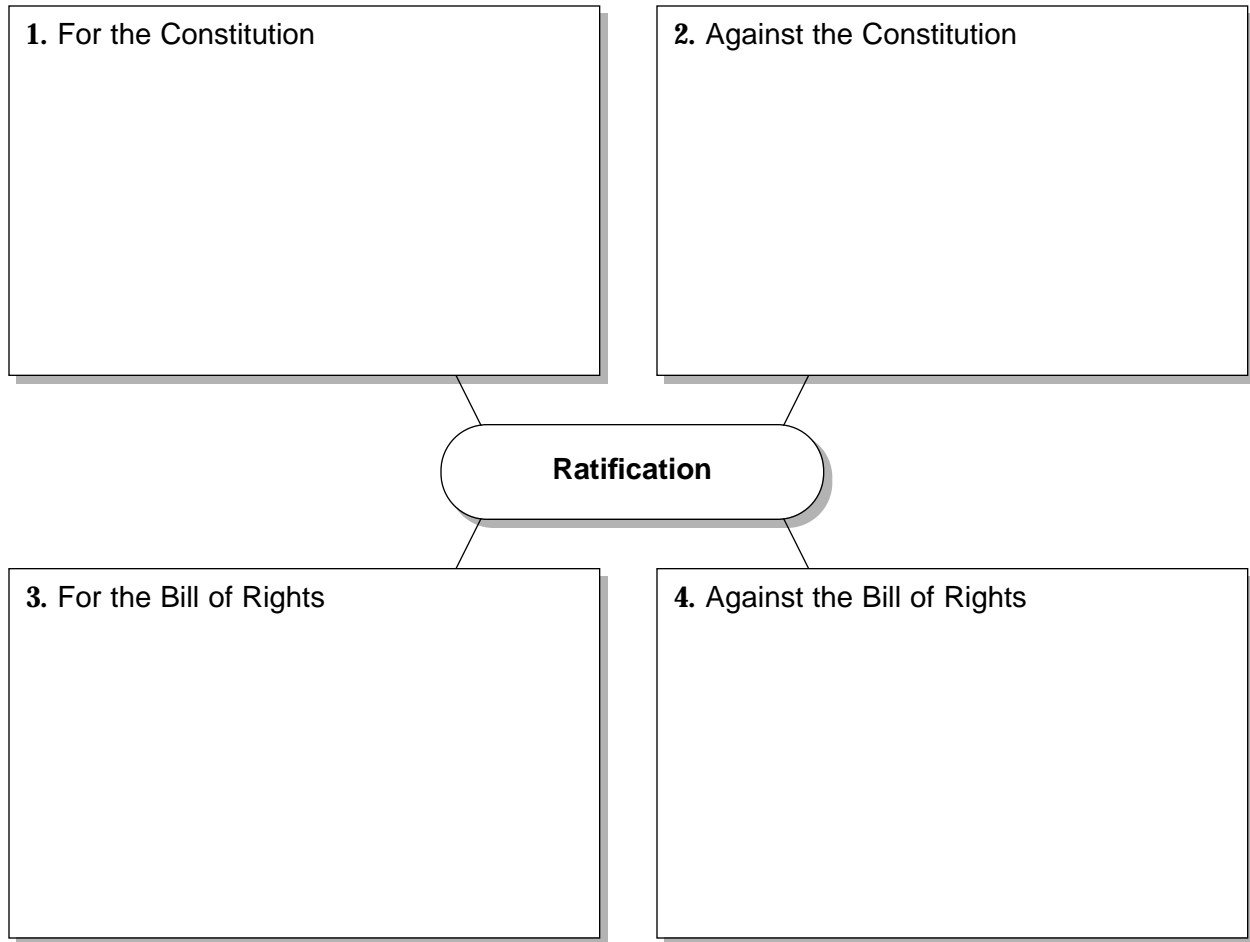 1. For the Constitution
2. Against the Constitution
Ratification
3. For the Bill of Rights
4. Against the Bill of Rights